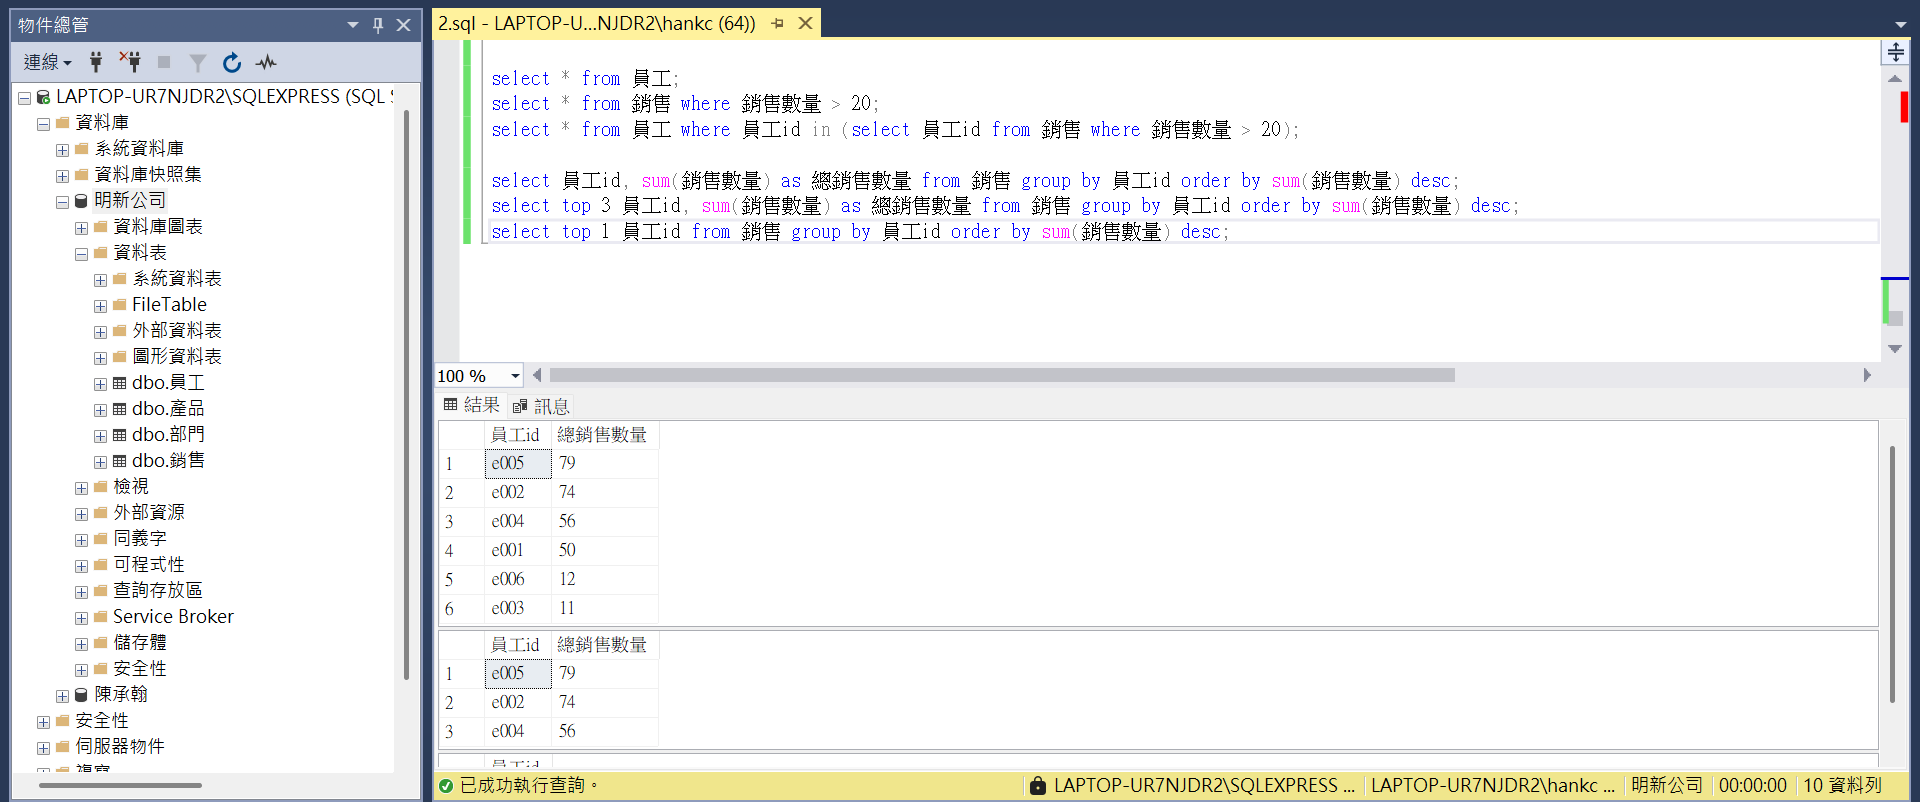 物件總管
連線
LAPTOP-UR7NJDR2\SQLEXPRESS (SQL S
資料庫
系統資料庫
資料庫快照集
明新公司
資料庫圖表
資料表
系統資料表
FileTable
外部資料表
圖形資料表
dbo.員工
dbo.產品
dbo.部門
dbo.銷售
檢視
外部資源
同義字
可程式性
查詢存放區
Service Broker
儲存體
安全性
陳承翰
安全性
伺服器物件
複寫
2.sql - LAPTOP-U...NJDR2\hankc (64))
select * from 員工;
select * from 銷售 where 銷售數量 > 20;
select * from 員工 where 員工id in (select 員工id from 銷售 where 銷售數量 > 20);
select 員工id, sum(銷售數量) as 總銷售數量 from 銷售 group by 員工id order by sum(銷售數量) desc;
select top 3 員工id, sum(銷售數量) as 總銷售數量 from 銷售 group by 員工id order by sum(銷售數量) desc;
select top 1 員工id from 銷售 group by 員工id order by sum(銷售數量) desc;
100 %
結果 訊息
員工id 總銷售數量
1 e005 79
2 e002 74
3 e004 56
4 e001 50
5 e006 12
6 e003 11
員工id 總銷售數量
1 e005 79
2 e002 74
3 e004 56
員工id
已成功執行查詢。 LAPTOP-UR7NJDR2\SQLEXPRESS ... LAPTOP-UR7NJDR2\hankc ... 明新公司 00:00:00 10 資料列